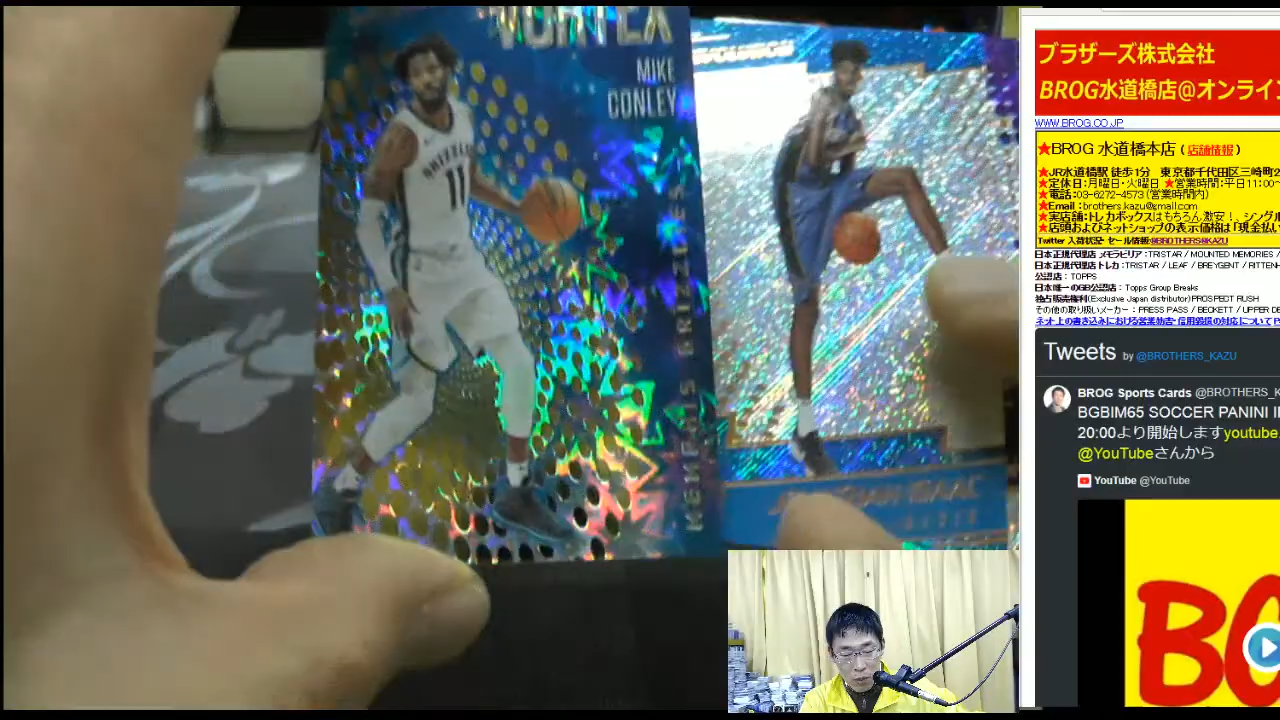 VORTEX
MIKE
CONLEY
GRIZZLIES
11
MEMPHIS GRIZZLIES
ブラザーズ株式会社
BROG水道橋店@オンライ
WWW.BROG.CO.JP
★BROG 水道橋本店 (店舗情報)
★JR水道橋駅 徒歩1分 東京都千代田区三崎町2
★定休日:月曜日・火曜日 ★営業時間:平日11:00~
★電話:03-6272-4573 (営業時間内)
★Email:brothers.kazu@gmail.com
★実店舗:トレカボックスはもちろん激安!、シングル
★店頭およびネットショップの表示価格は「現金払い
Twitter 入荷状況・セール情報@BROTHERS@KAZU
日本正規代理店 メモラビリア:TRISTAR / MOUNTED MEMORIES /
日本正規代理店 トレカ:TRISTAR / LEAF / BREYGENT / RITTEN
公認店:TOPPS
日本唯一のGB公認店: Topps Group Breaks
独占販売権利(Exclusive Japan distributor)PROSPECT RUSH
その他の取り扱いメーカー:PRESS PASS / BECKETT / UPPER DE
ネット上の書き込みにおける営業妨害・信用毀損の対応について
Tweets by @BROTHERS_KAZU
BROG Sports Cards @BROTHERS_K
BGBIM65 SOCCER PANINI
20:00より開始しますyoutube
@YouTubeさんから
YouTube @YouTube